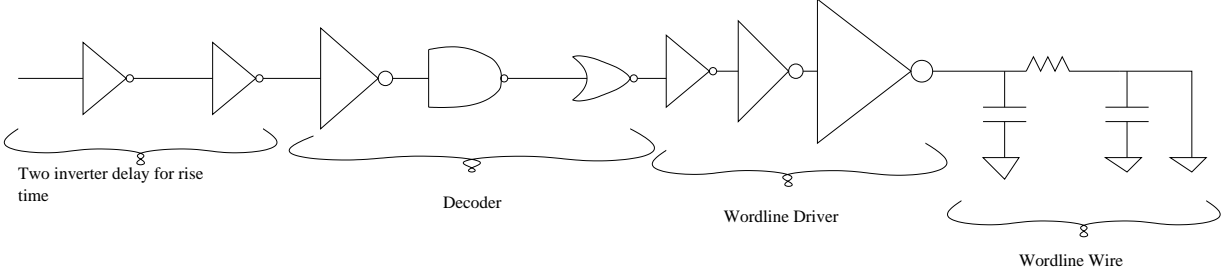 Two inverter delay for rise
time
Decoder
Wordline Driver
Wordline Wire